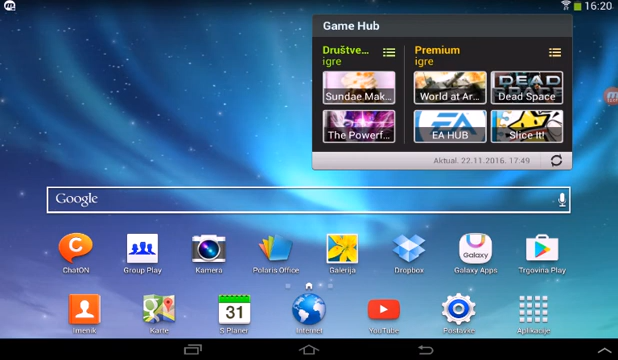 16:20
Game Hub
Društve...
igre
Premium
igre
Sundae Mak...
World at Ar...
DEAD SPACE
Dead Space
The Powerf...
EA HUB
Slice It!
Aktual. 22.11.2016. 17:49
Google
ChatON
Group Play
Kamera
Polaris Office
Galerija
Dropbox
Galaxy Apps
Trgovina Play
31
Imenik
Karte
S Planer
Internet
YouTube
Postavke
Aplikacije